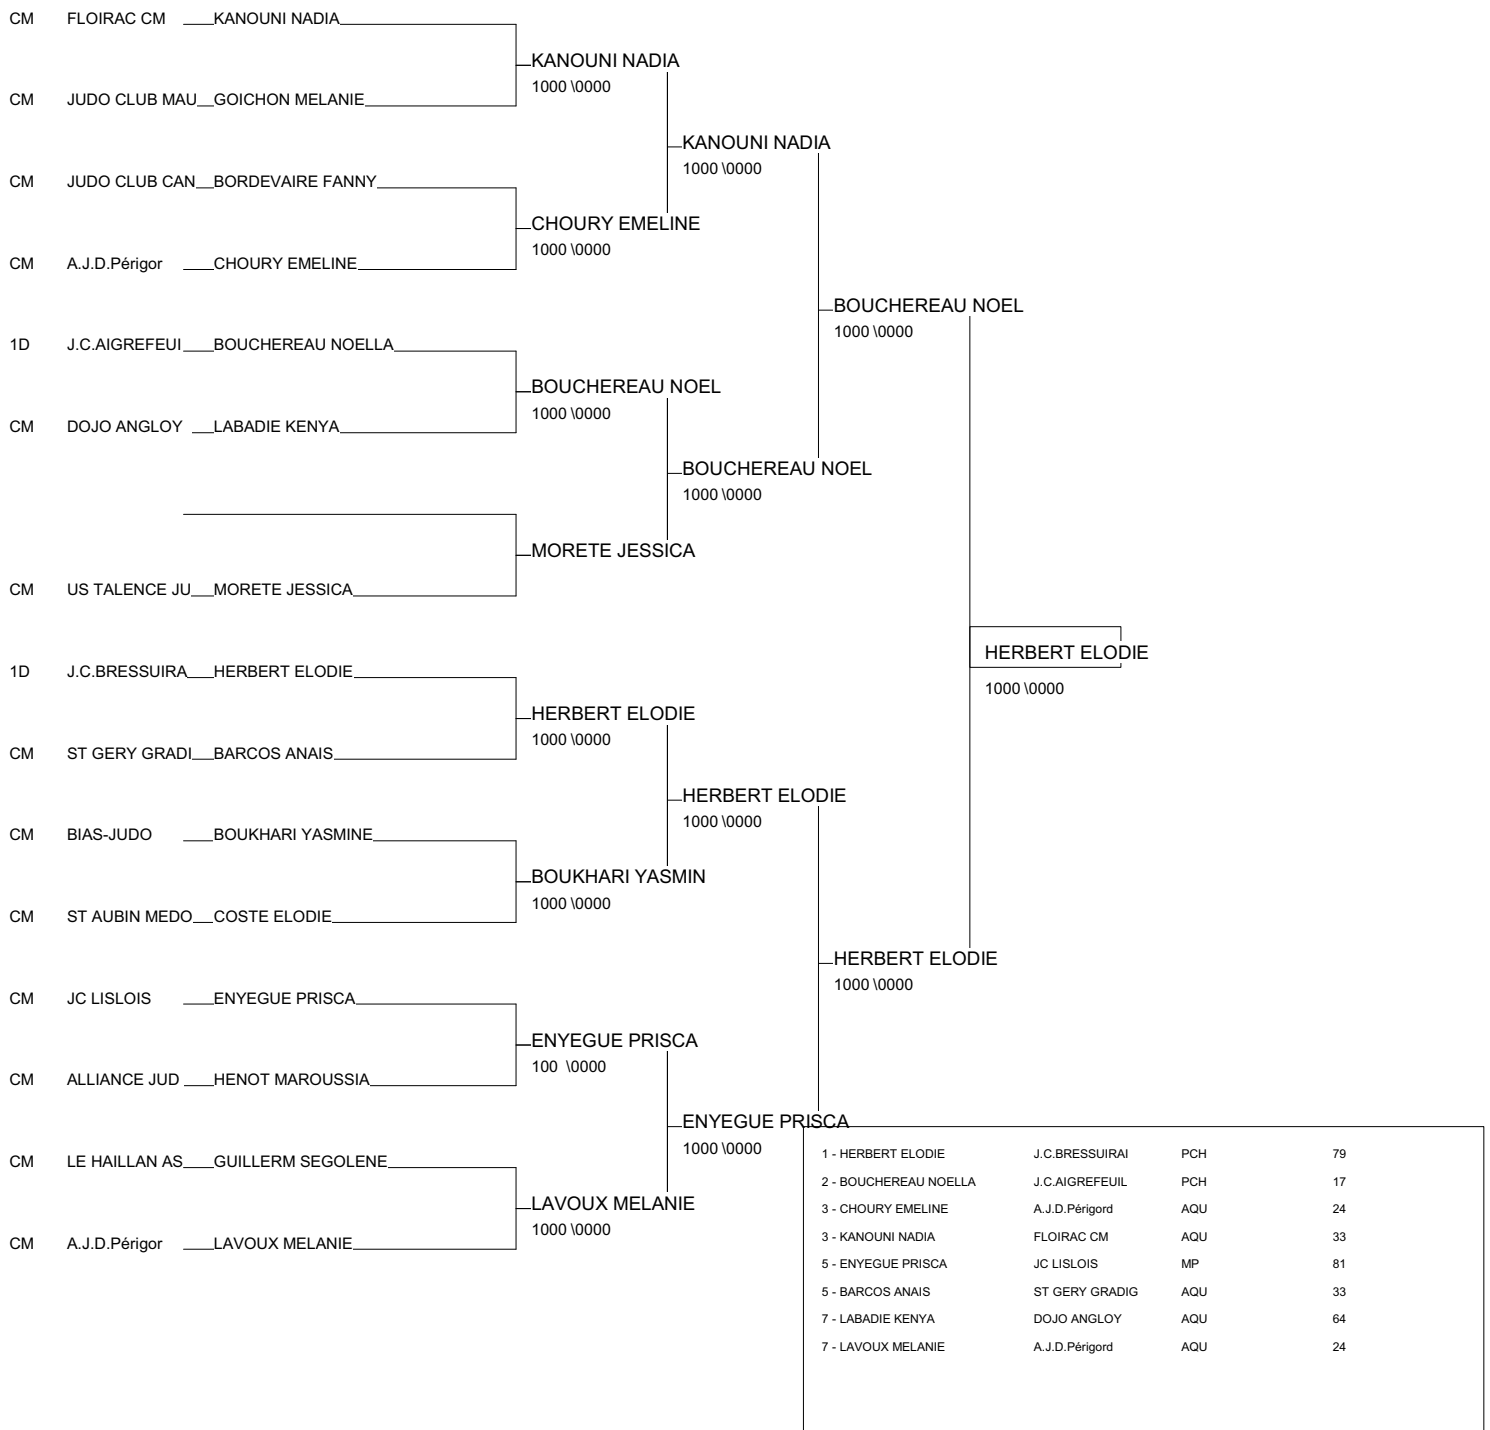 CM FLOIRAC CM KANOUNI NADIA
KANOUNI NADIA
1000 \0000
CM JUDO CLUB MAU GOICHON MELANIE
KANOUNI NADIA
1000 \0000
CM JUDO CLUB CAN BORDEVAIRE FANNY
CHOURY EMELINE
1000 \0000
CM A.J.D.Périgor CHOURY EMELINE
BOUCHEREAU NOEL
1000 \0000
1D J.C.AIGREFEUI BOUCHEREAU NOELLA
BOUCHEREAU NOEL
1000 \0000
CM DOJO ANGLOY LABADIE KENYA
BOUCHEREAU NOEL
1000 \0000
MORETE JESSICA
CM US TALENCE JU MORETE JESSICA
HERBERT ELODIE
1000 \0000
1D J.C.BRESSUIRA HERBERT ELODIE
HERBERT ELODIE
1000 \0000
CM ST GERY GRADI BARCOS ANAIS
HERBERT ELODIE
1000 \0000
CM BIAS-JUDO BOUKHARI YASMINE
BOUKHARI YASMIN
1000 \0000
CM ST AUBIN MEDO COSTE ELODIE
HERBERT ELODIE
1000 \0000
CM JC LISLOIS ENYEGUE PRISCA
ENYEGUE PRISCA
100 \0000
CM ALLIANCE JUD HENOT MAROUSSIA
ENYEGUE PRISCA
1000 \0000
CM LE HAILLAN AS GUILLERM SEGOLENE
LAVOUX MELANIE
1000 \0000
CM A.J.D.Périgor LAVOUX MELANIE
1 - HERBERT ELODIE J.C.BRESSUIRAI PCH 79
2 - BOUCHEREAU NOELLA J.C.AIGREFEUIL PCH 17
3 - CHOURY EMELINE A.J.D.Périgord AQU 24
3 - KANOUNI NADIA FLOIRAC CM AQU 33
5 - ENYEGUE PRISCA JC LISLOIS MP 81
5 - BARCOS ANAIS ST GERY GRADIG AQU 33
7 - LABADIE KENYA DOJO ANGLOY AQU 64
7 - LAVOUX MELANIE A.J.D.Périgord AQU 24